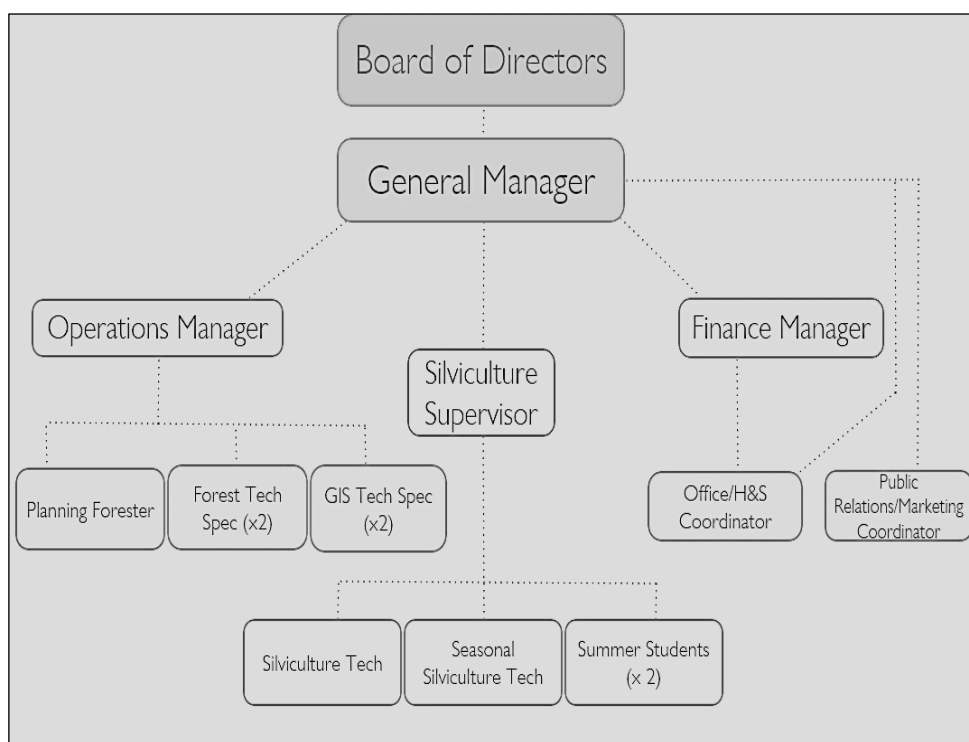 Board of Directors
General Manager
Operations Manager
Finance Manager
Silviculture
Supervisor
Planning Forester
Forest Tech
Spec (x2)
GIS Tech Spec
(x2)
Office/H&S
Coordinator
Public
Relations/Marketing
Coordinator
Silviculture Tech
Seasonal
Silviculture Tech
Summer Students
(x 2)